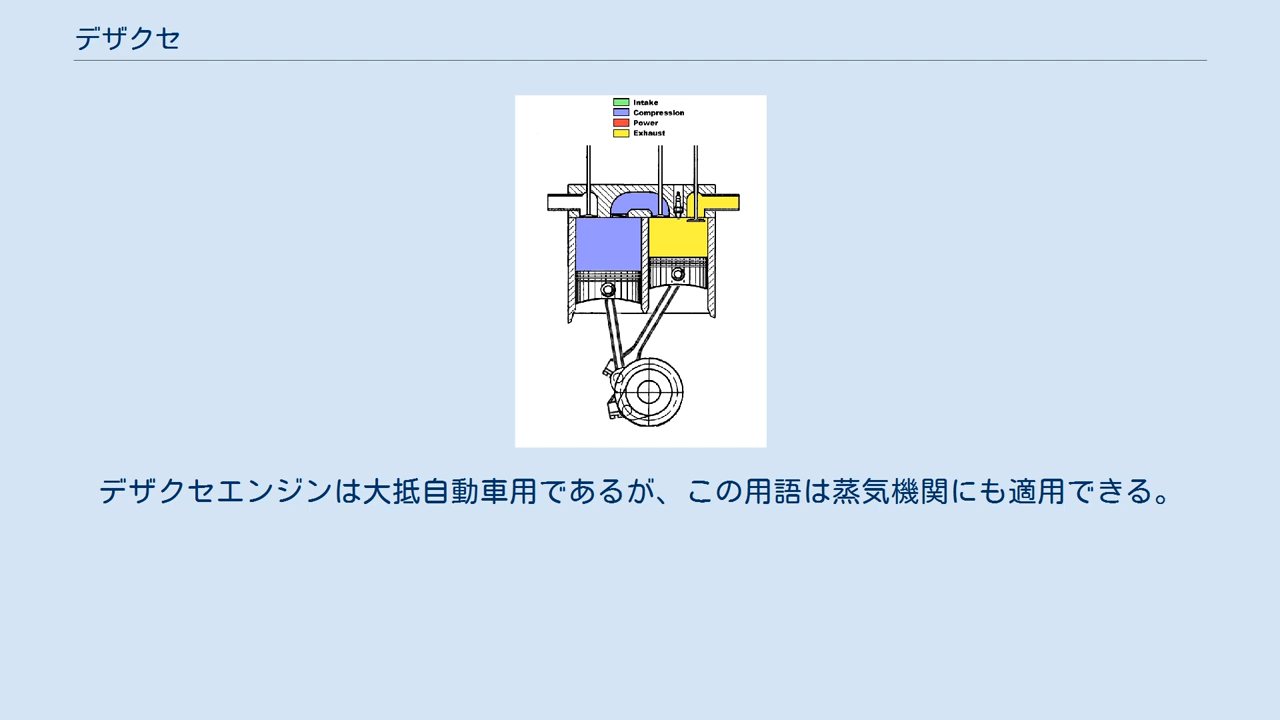 デザクセ
Intake
Compression
Power
Exhaust
デザクセエンジンは大抵自動車用であるが、この用語は蒸気機関にも適用できる。